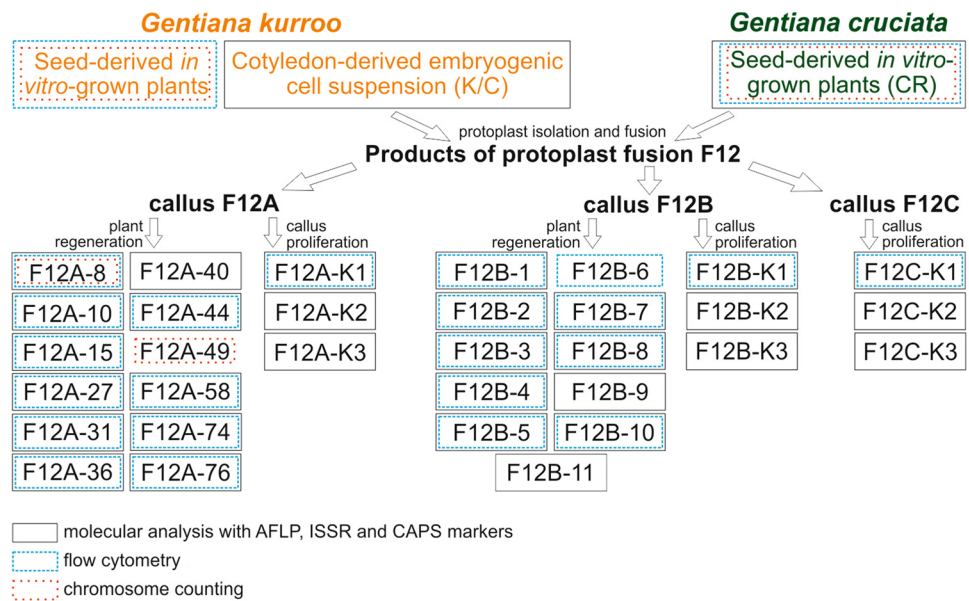 Gentiana kurroo
Gentiana cruciata
Seed-derived in
vitro-grown plants
Cotyledon-derived embryogenic
cell suspension (K/C)
Seed-derived in vitro-
grown plants (CR)
protoplast isolation and fusion
Products of protoplast fusion F12
callus F12A
callus F12B
callus F12C
plant
regeneration
callus
proliferation
plant
regeneration
callus
proliferation
callus
proliferation
F12A-8
F12A-40
F12A-K1
F12B-1
F12B-6
F12B-K1
F12C-K1
F12A-10
F12A-44
F12A-K2
F12B-2
F12B-7
F12B-K2
F12C-K2
F12A-15
F12A-49
F12A-K3
F12B-3
F12B-8
F12B-K3
F12C-K3
F12A-27
F12A-58
F12B-4
F12B-9
F12A-31
F12A-74
F12B-5
F12B-10
F12A-36
F12A-76
F12B-11
molecular analysis with AFLP, ISSR and CAPS markers
flow cytometry
chromosome counting